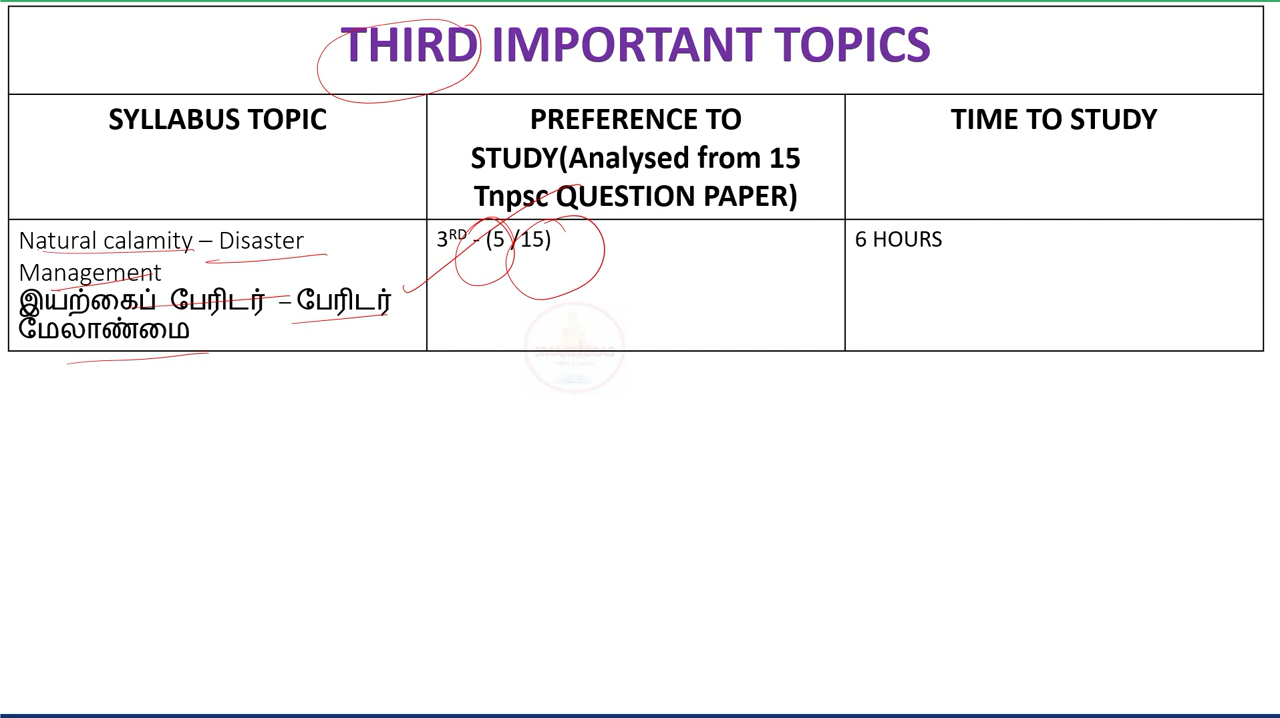 THIRD IMPORTANT TOPICS
SYLLABUS TOPIC
PREFERENCE TO
STUDY(Analysed from 15
Tnpsc QUESTION PAPER)
TIME TO STUDY
Natural calamity – Disaster
Management
இயற்கைப் பேரிடர் – பேரிடர்
மேலாண்மை
3RD - (5 /15)
6 HOURS